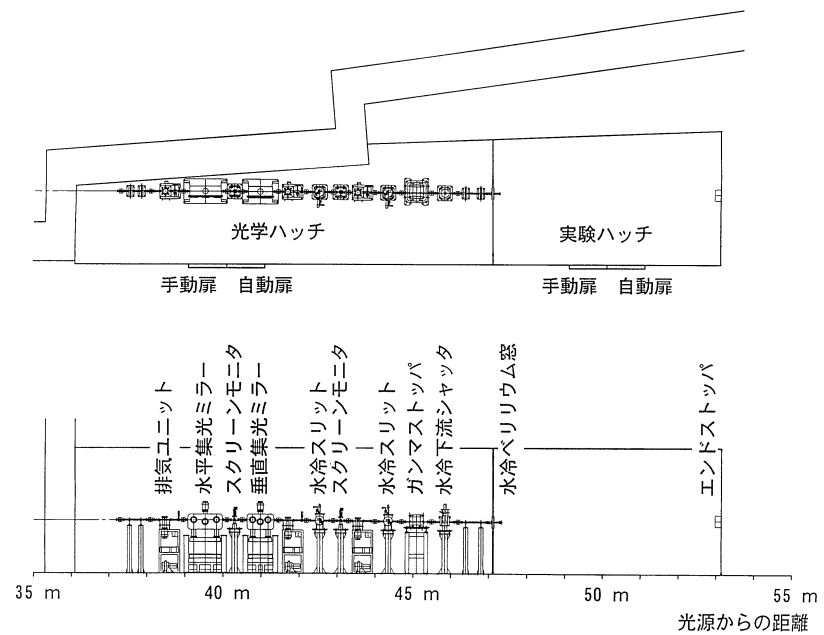 光学ハッチ
実験ハッチ
手動扉
自動扉
手動扉
自動扉
排気ユニット
水平集光ミラー
スクリーンモニタ
垂直集光ミラー
水冷スリット
スクリーンモニタ
水冷スリット
ガンマストッパ
水冷下流シャッタ
水冷ベリリウム窓
エンドストッパ
35 m
40 m
45 m
50 m
55 m
光源からの距離